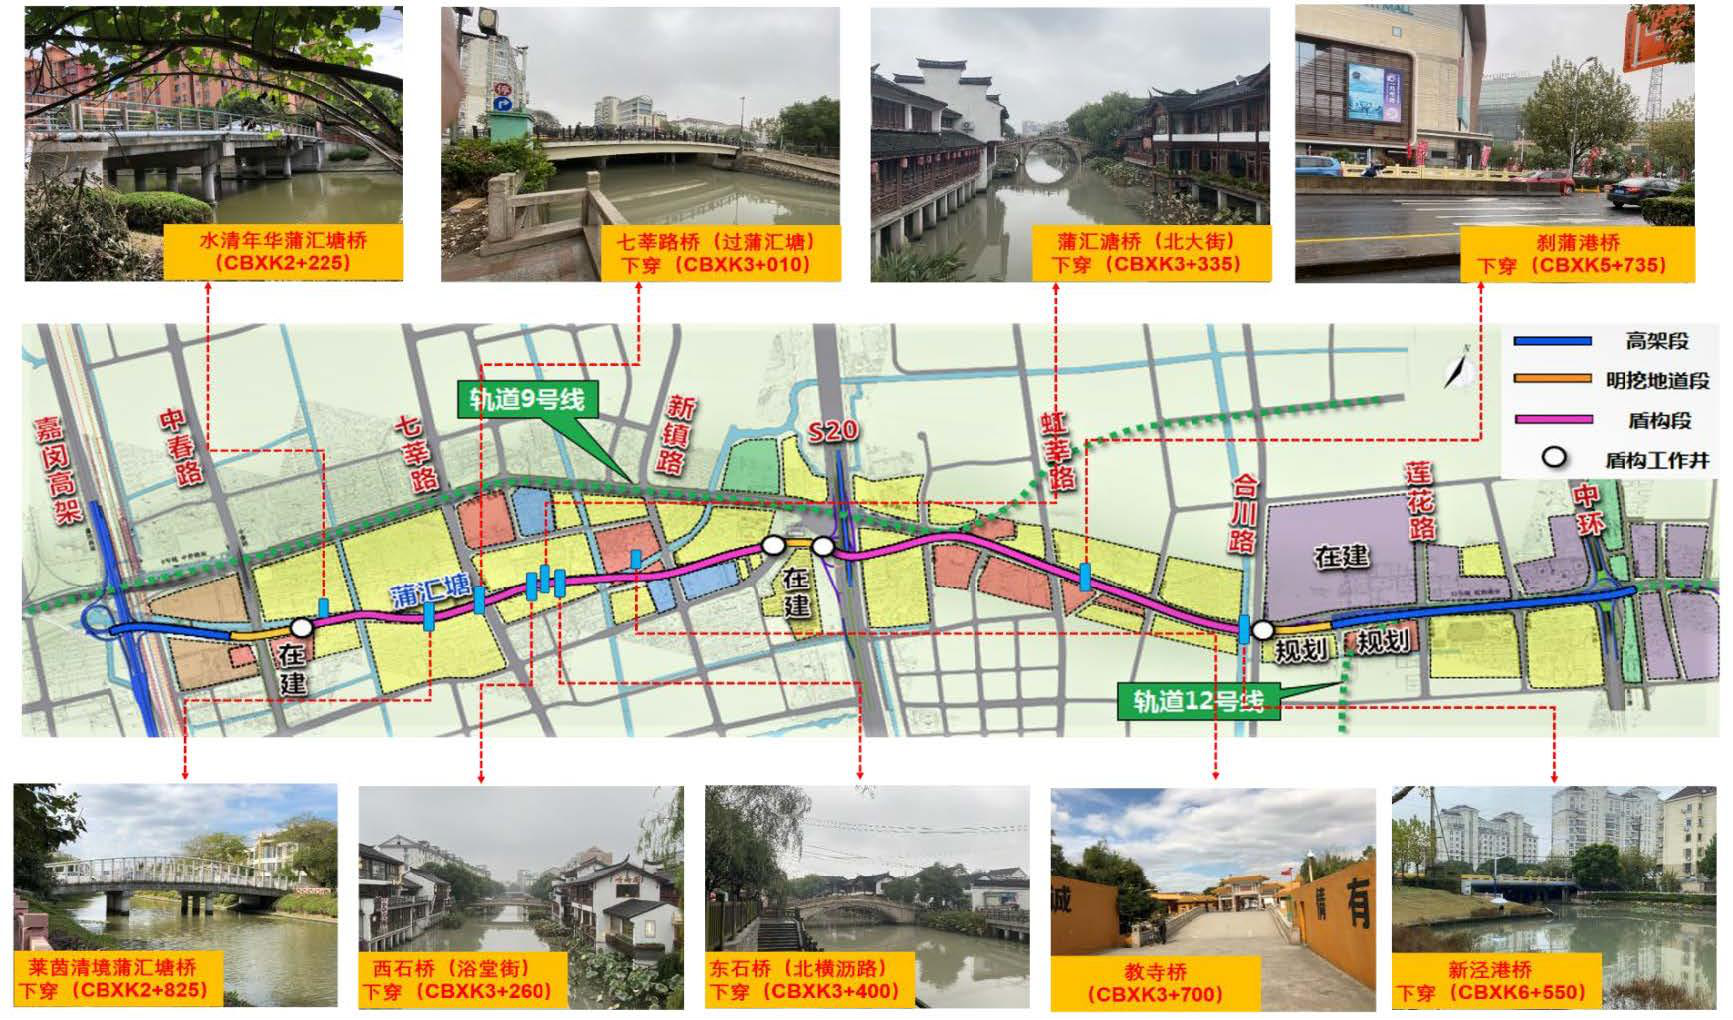 MALL
停
水清年华蒲汇塘桥
(CBXK2+225)
七莘路桥（过蒲汇塘）
下穿（CBXK3+010)
蒲汇溏桥（北大街）
下穿（CBXK3+335)
刹蒲港桥
下穿（CBXK5+735)
高架段
明挖地道段
盾构段
盾构工作井
N
嘉闵高架
中春路
七莘路
轨道9号线
新镇路
S20
虹莘路
合川路
莲花路
中环
蒲汇塘
在建
在建
在建
规划
规划
轨道12号线
莱茵清境蒲汇塘桥
下穿（CBXK2+825)
西石桥（浴堂街）
下穿（CBXK3+260)
东石桥（北横沥路）
下穿（CBXK3+400)
诚
情
有
教寺桥
(CBXK3+700)
新泾港桥
下穿（CBXK6+550)